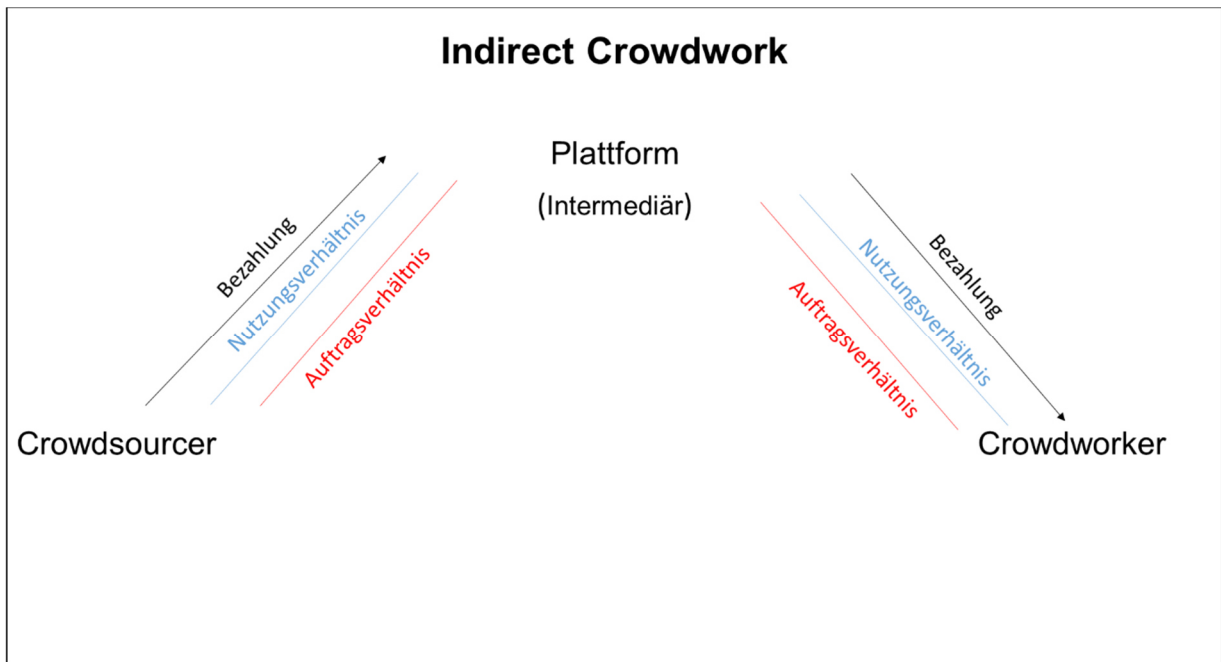 Indirect Crowdwork
Plattform
(Intermediär)
Bezahlung
Nutzungsverhältnis
Auftragsverhältnis
Bezahlung
Nutzungsverhältnis
Auftragsverhältnis
Crowdsourcer
Crowdworker